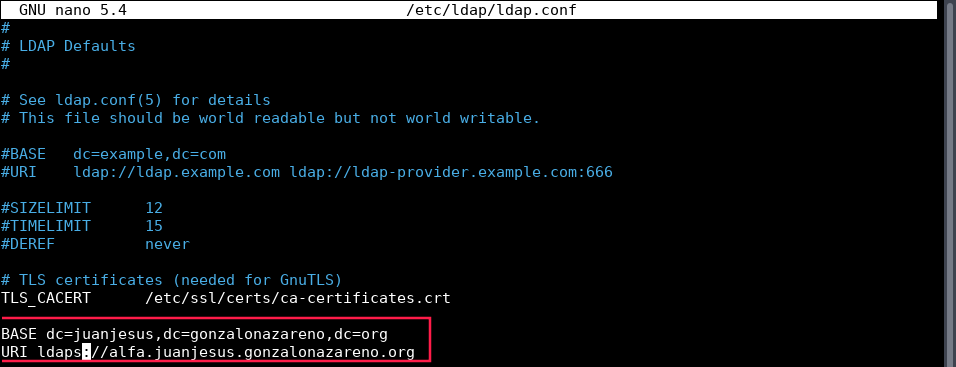 GNU nano 5.4 /etc/ldap/ldap.conf
#
# LDAP Defaults
#
# See ldap.conf(5) for details
# This file should be world readable but not world writable.
#BASE dc=example,dc=com
#URI ldap://ldap.example.com ldap://ldap-provider.example.com:666
#SIZELIMIT 12
#TIMELIMIT 15
#DEREF never
# TLS certificates (needed for GnuTLS)
TLS_CACERT /etc/ssl/certs/ca-certificates.crt
BASE dc=juanjesus,dc=gonzalonazareno,dc=org
URI ldaps://alfa.juanjesus.gonzalonazareno.org